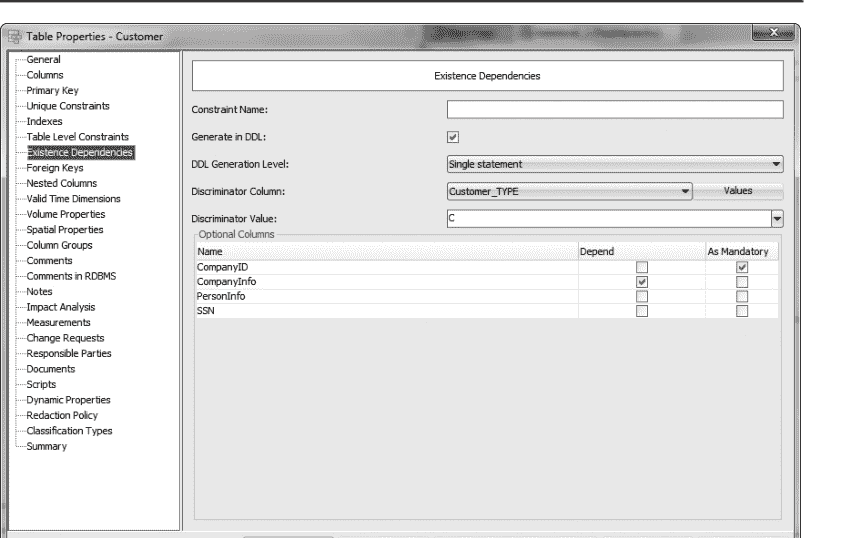 Table Properties - Customer
General
Columns
Primary Key
Unique Constraints
Indexes
Table Level Constraints
Existence Dependencies
Foreign Keys
Nested Columns
Valid Time Dimensions
Volume Properties
Spatial Properties
Column Groups
Comments
Comments in RDBMS
Notes
Impact Analysis
Measurements
Change Requests
Responsible Parties
Documents
Scripts
Dynamic Properties
Redaction Policy
Classification Types
Summary
Existence Dependencies
Constraint Name:
Generate in DDL:
DDL Generation Level: Single statement
Discriminator Column: Customer_TYPE Values
Discriminator Value: C
Optional Columns
Name Depend As Mandatory
CompanyID
CompanyInfo
PersonInfo
SSN